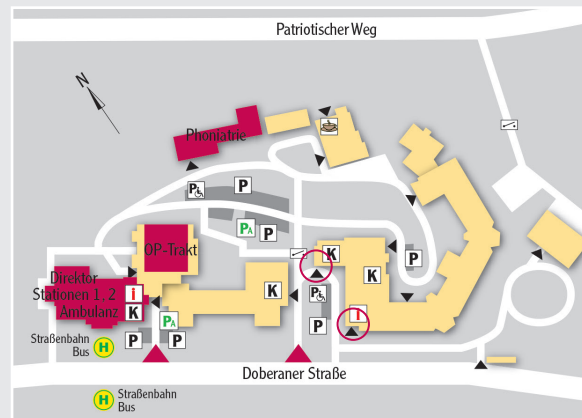 Patriotischer Weg
N
Phoniatrie
P
P
PA
P
P
OP-Trakt
K
K
Direktor
Stationen 1, 2
Ambulanz
i
K
K
P
I
PA
P
P
P
Straßenbahn
Bus
H
Doberaner Straße
H
Straßenbahn
Bus